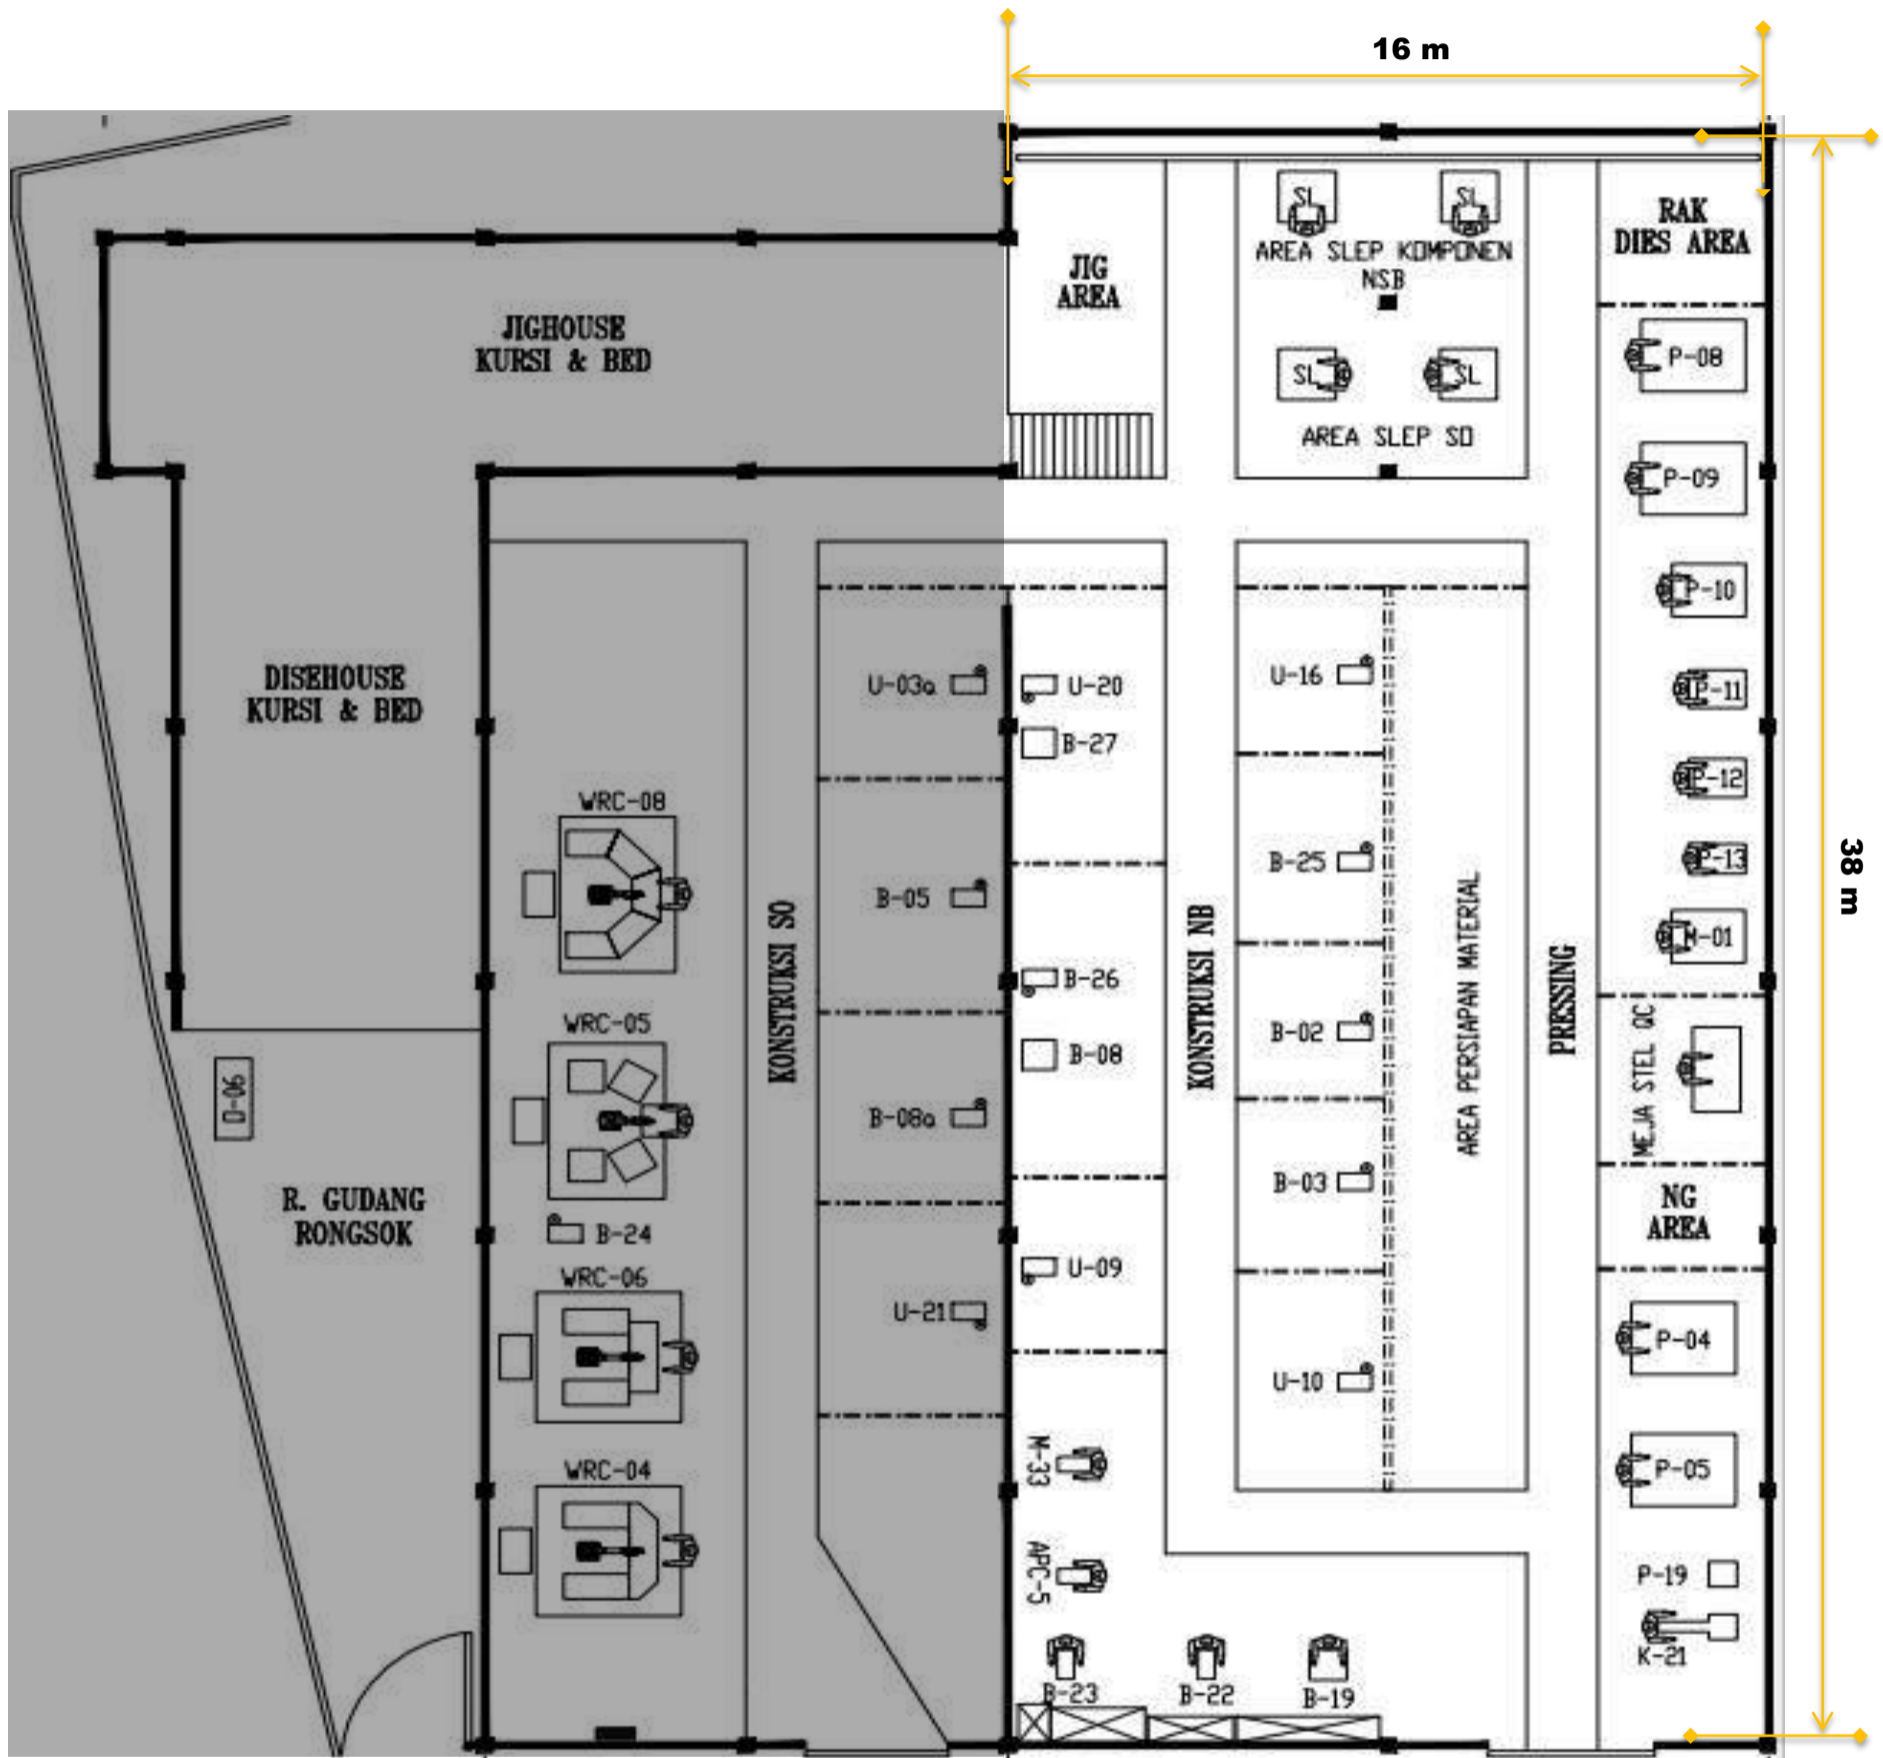 16 m
38 m
JIGHOUSE
KURSI & BED
JIG
AREA
SL
SL
AREA SLEP KOMPONEN
NSB
SL
SL
AREA SLEP SO
RAK
DIES AREA
P-08
P-09
P-10
P-11
P-12
P-13
M-01
DISEHOUSE
KURSI & BED
U-03a
U-20
B-27
U-16
WRC-08
B-05
B-25
B-26
KONSTRUKSI SO
KONSTRUKSI NB
AREA PERSIAPAN MATERIAL
PRESSING
MEJA STEL QC
WRC-05
B-08
B-02
B-08a
D-06
R. GUDANG
RONGSOK
B-24
B-03
NG
AREA
WRC-06
U-09
U-21
P-04
U-10
WRC-04
M-33
P-05
APC-5
P-19
K-21
B-23
B-22
B-19